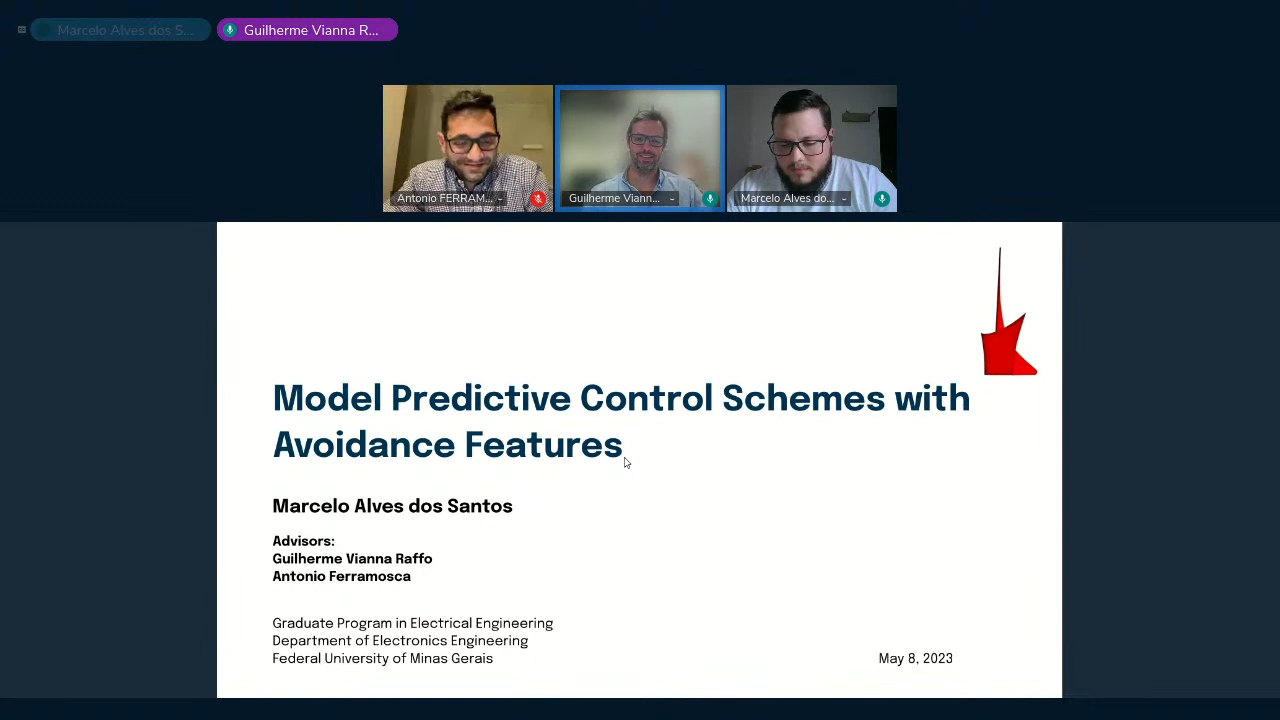 Marcelo Alves dos S...
Guilherme Vianna R...
Antonio FERRAM...
Guilherme Viann...
Marcelo Alves do...
Model Predictive Control Schemes with
Avoidance Features
Marcelo Alves dos Santos
Advisors:
Guilherme Vianna Raffo
Antonio Ferramosca
Graduate Program in Electrical Engineering
Department of Electronics Engineering
Federal University of Minas Gerais
May 8, 2023